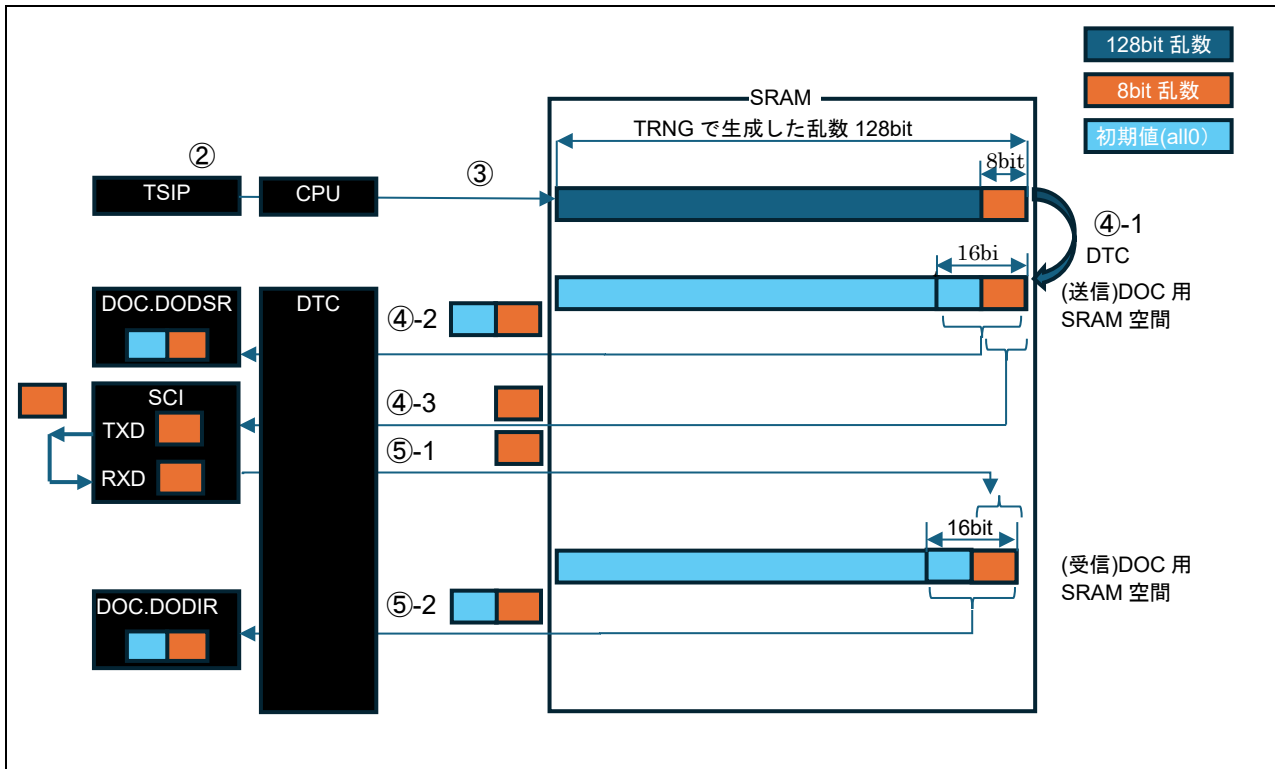 128bit 乱数
8bit 乱数
初期値(all0）
SRAM
TRNG で生成した乱数 128bit
8bit
②
③
TSIP
CPU
④-1
DTC
16bi
(送信)DOC 用
SRAM 空間
DOC.DODSR
DTC
④-2
SCI
④-3
TXD
⑤-1
RXD
16bit
(受信)DOC 用
SRAM 空間
DOC.DODIR
⑤-2